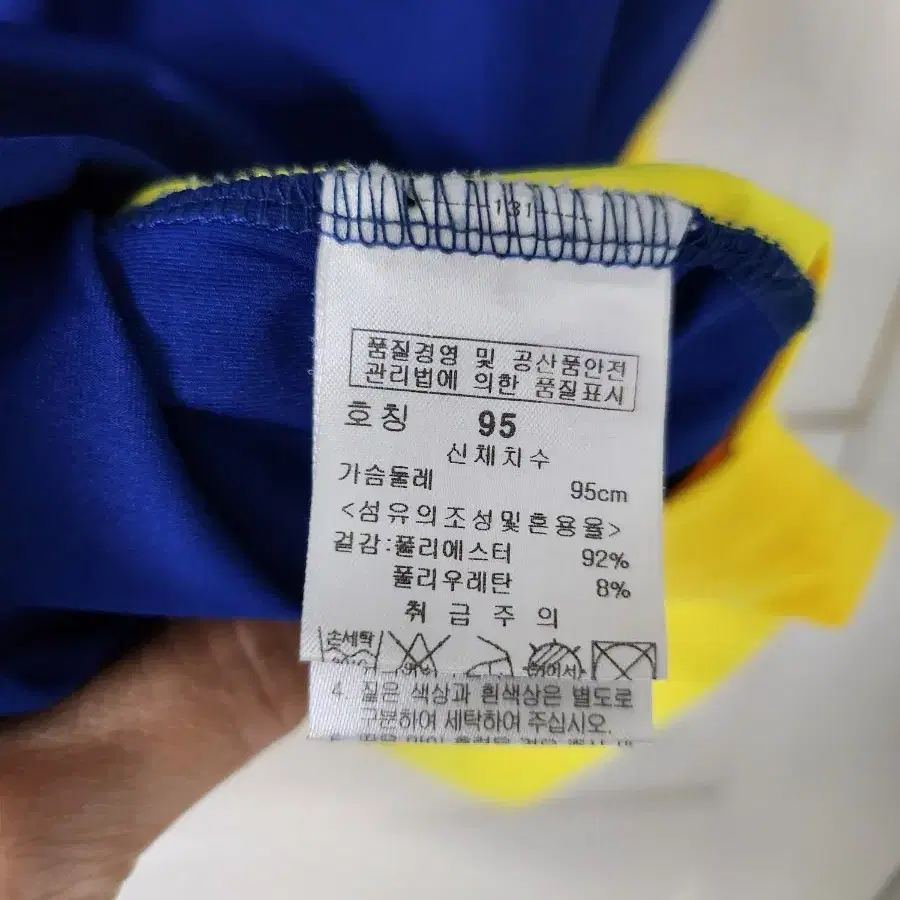 131
품질경영 및 공산품안전
관리법에 의한 품질표시
호칭 95
신체치수
가슴둘레 95cm
<섬유의조성및혼용율>
겉감:폴리에스터 92%
폴리우레탄 8%
취급주의
손세탁
4. 짙은 색상과 흰색상은 별도로
구분하여 세탁하여 주십시오.